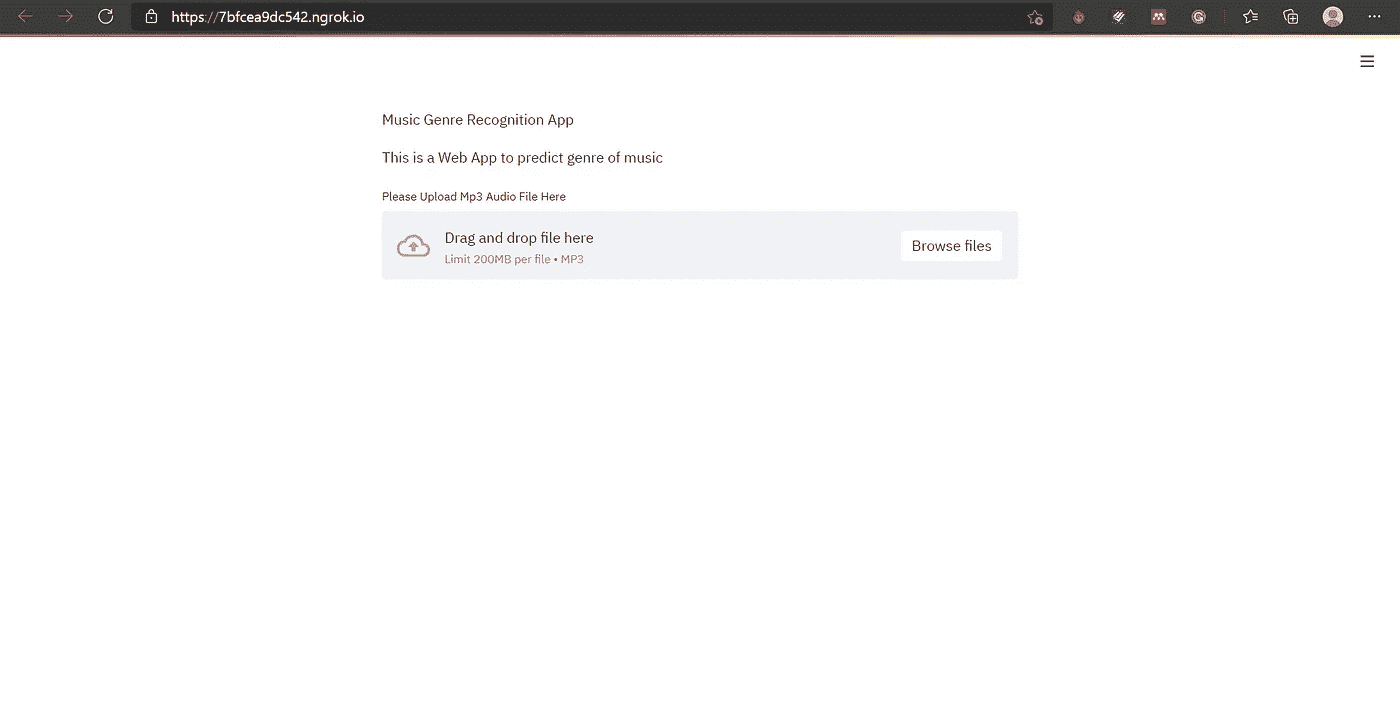 https://7bfcea9dc542.ngrok.io
Music Genre Recognition App
This is a Web App to predict genre of music
Please Upload Mp3 Audio File Here
Drag and drop file here
Limit 200MB per file • MP3
Browse files